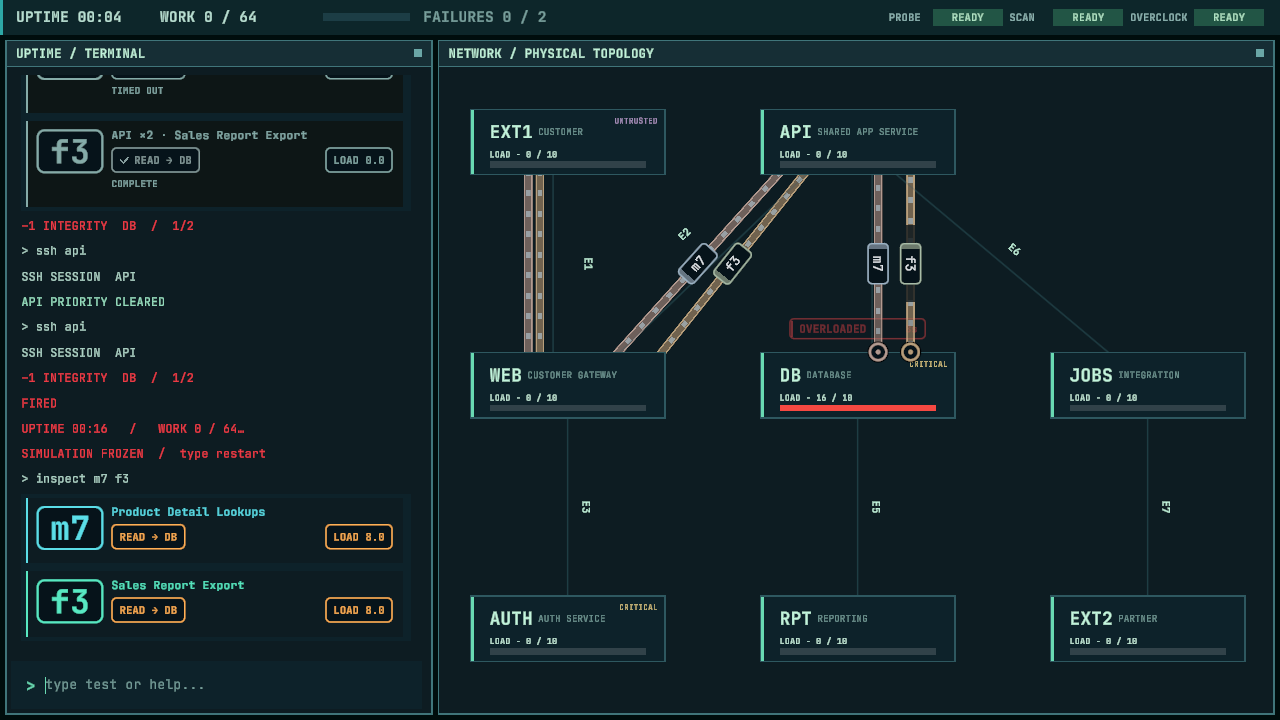 UPTIME 00:04 WORK 0 / 64 FAILURES 0 / 2 PROBE READY SCAN READY OVERCLOCK READY
UPTIME / TERMINAL
TIMED OUT
f3 API ×2 · Sales Report Export
✓ READ → DB LOAD 8.0
COMPLETE
−1 INTEGRITY DB / 1/2
> ssh api
SSH SESSION API
API PRIORITY CLEARED
> ssh api
SSH SESSION API
−1 INTEGRITY DB / 1/2
FIRED
UPTIME 00:16 / WORK 0 / 64…
SIMULATION FROZEN / type restart
> inspect m7 f3
m7 Product Detail Lookups
READ → DB LOAD 8.0
f3 Sales Report Export
READ → DB LOAD 8.0
> type test or help...
NETWORK / PHYSICAL TOPOLOGY
UNTRUSTED
EXT1 CUSTOMER
LOAD - 0 / 10
API SHARED APP SERVICE
LOAD - 0 / 10
E1
E2
m7
f3
m7
f3
E6
OVERLOADED
WEB CUSTOMER GATEWAY
LOAD - 0 / 10
CRITICAL
DB DATABASE
LOAD - 16 / 10
JOBS INTEGRATION
LOAD - 0 / 10
E3
E5
E7
CRITICAL
AUTH AUTH SERVICE
LOAD - 0 / 10
RPT REPORTING
LOAD - 0 / 10
EXT2 PARTNER
LOAD - 0 / 10